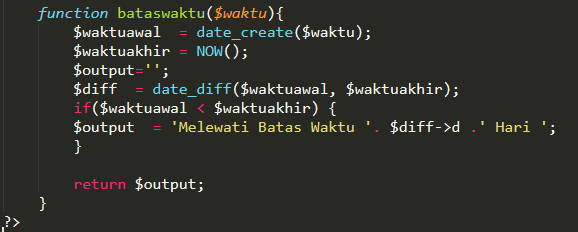 function bataswaktu($waktu){
$waktuawal  = date_create($waktu);
$waktuakhir = NOW();
$output='';
$diff  = date_diff($waktuawal, $waktuakhir);
if($waktuawal < $waktuakhir) {
$output  = 'Melewati Batas Waktu '. $diff->d .' Hari ';
}
return $output;
}
?>